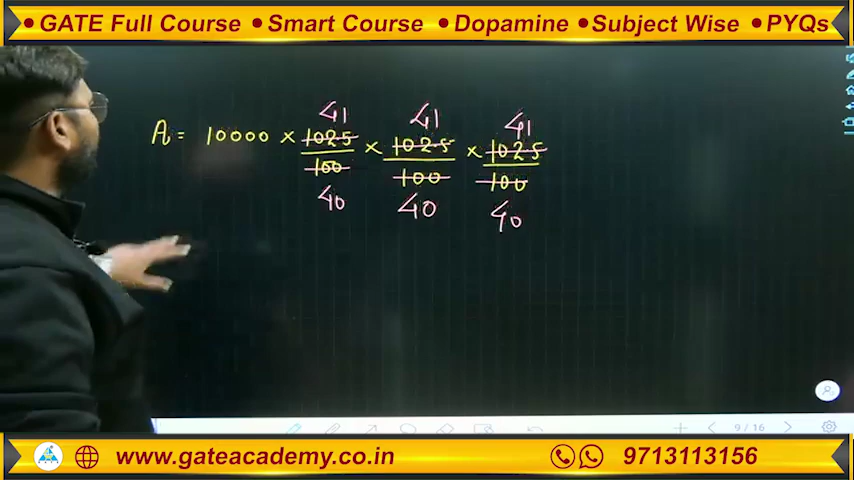 •GATE Full Course •Smart Course •Dopamine •Subject Wise •PYQs
A = 10000 × 1025/100 × 1025/100 × 1025/100
41 41 41
40 40 40
9 / 16
www.gateacademy.co.in 9713113156